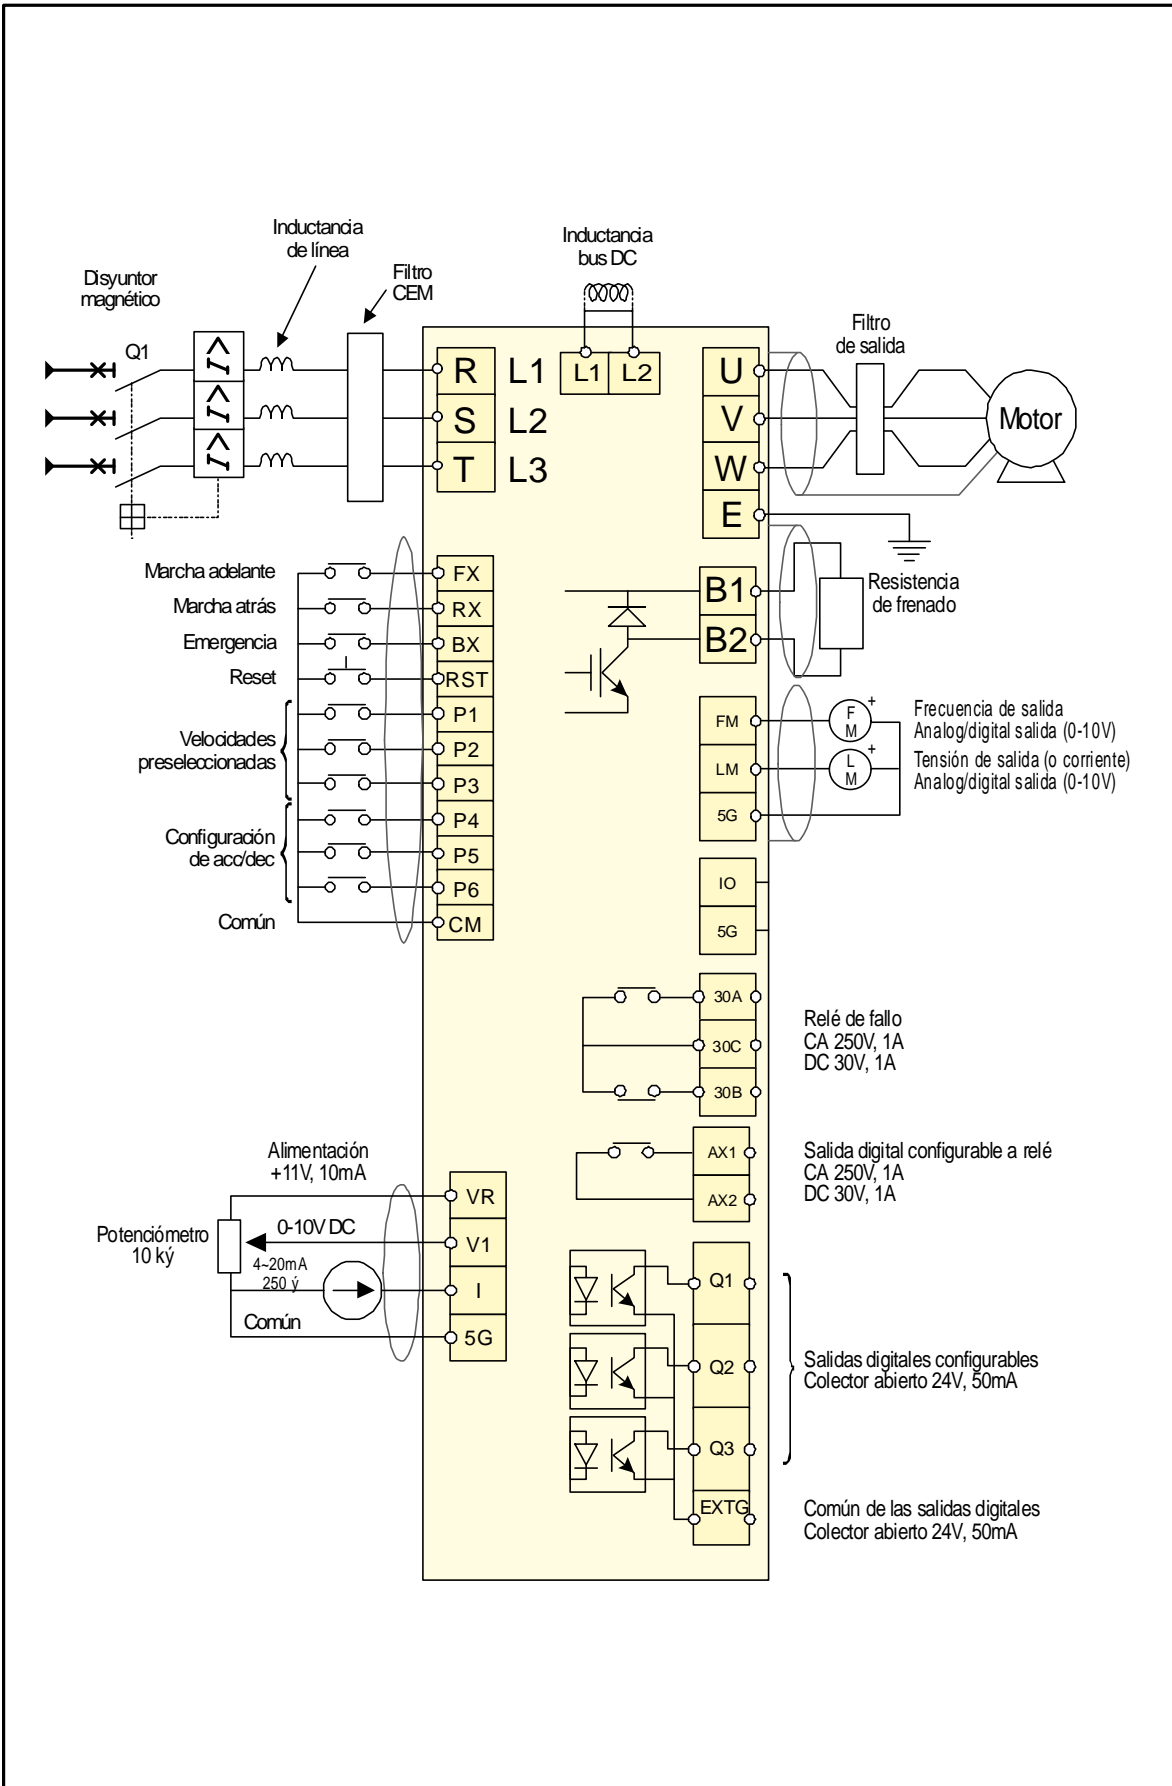 Inductancia
de línea
Disyuntor
magnético
Filtro
CEM
Q1
I>
I>
I>
R L1
S L2
T L3
Inductancia
bus DC
L1 L2
U
V
W
E
Filtro
de salida
Motor
Marcha adelante FX
Marcha atrás RX
Emergencia BX
Reset RST
Velocidades
preseleccionadas
P1
P2
P3
Configuración
de acc/dec
P4
P5
P6
Común CM
B1
B2
Resistencia
de frenado
FM
LM
5G
F
M
+
L
M
+
Frecuencia de salida
Analog/digital salida (0-10V)
Tensión de salida (o corriente)
Analog/digital salida (0-10V)
IO
5G
30A
30C
30B
Relé de fallo
CA 250V, 1A
DC 30V, 1A
AX1
AX2
Salida digital configurable a relé
CA 250V, 1A
DC 30V, 1A
Alimentación
+11V, 10mA
VR
Potenciómetro
10 ký
0-10V DC
V1
4~20mA
250 ý
I
Común
5G
Q1
Q2
Q3
EXTG
Salidas digitales configurables
Colector abierto 24V, 50mA
Común de las salidas digitales
Colector abierto 24V, 50mA